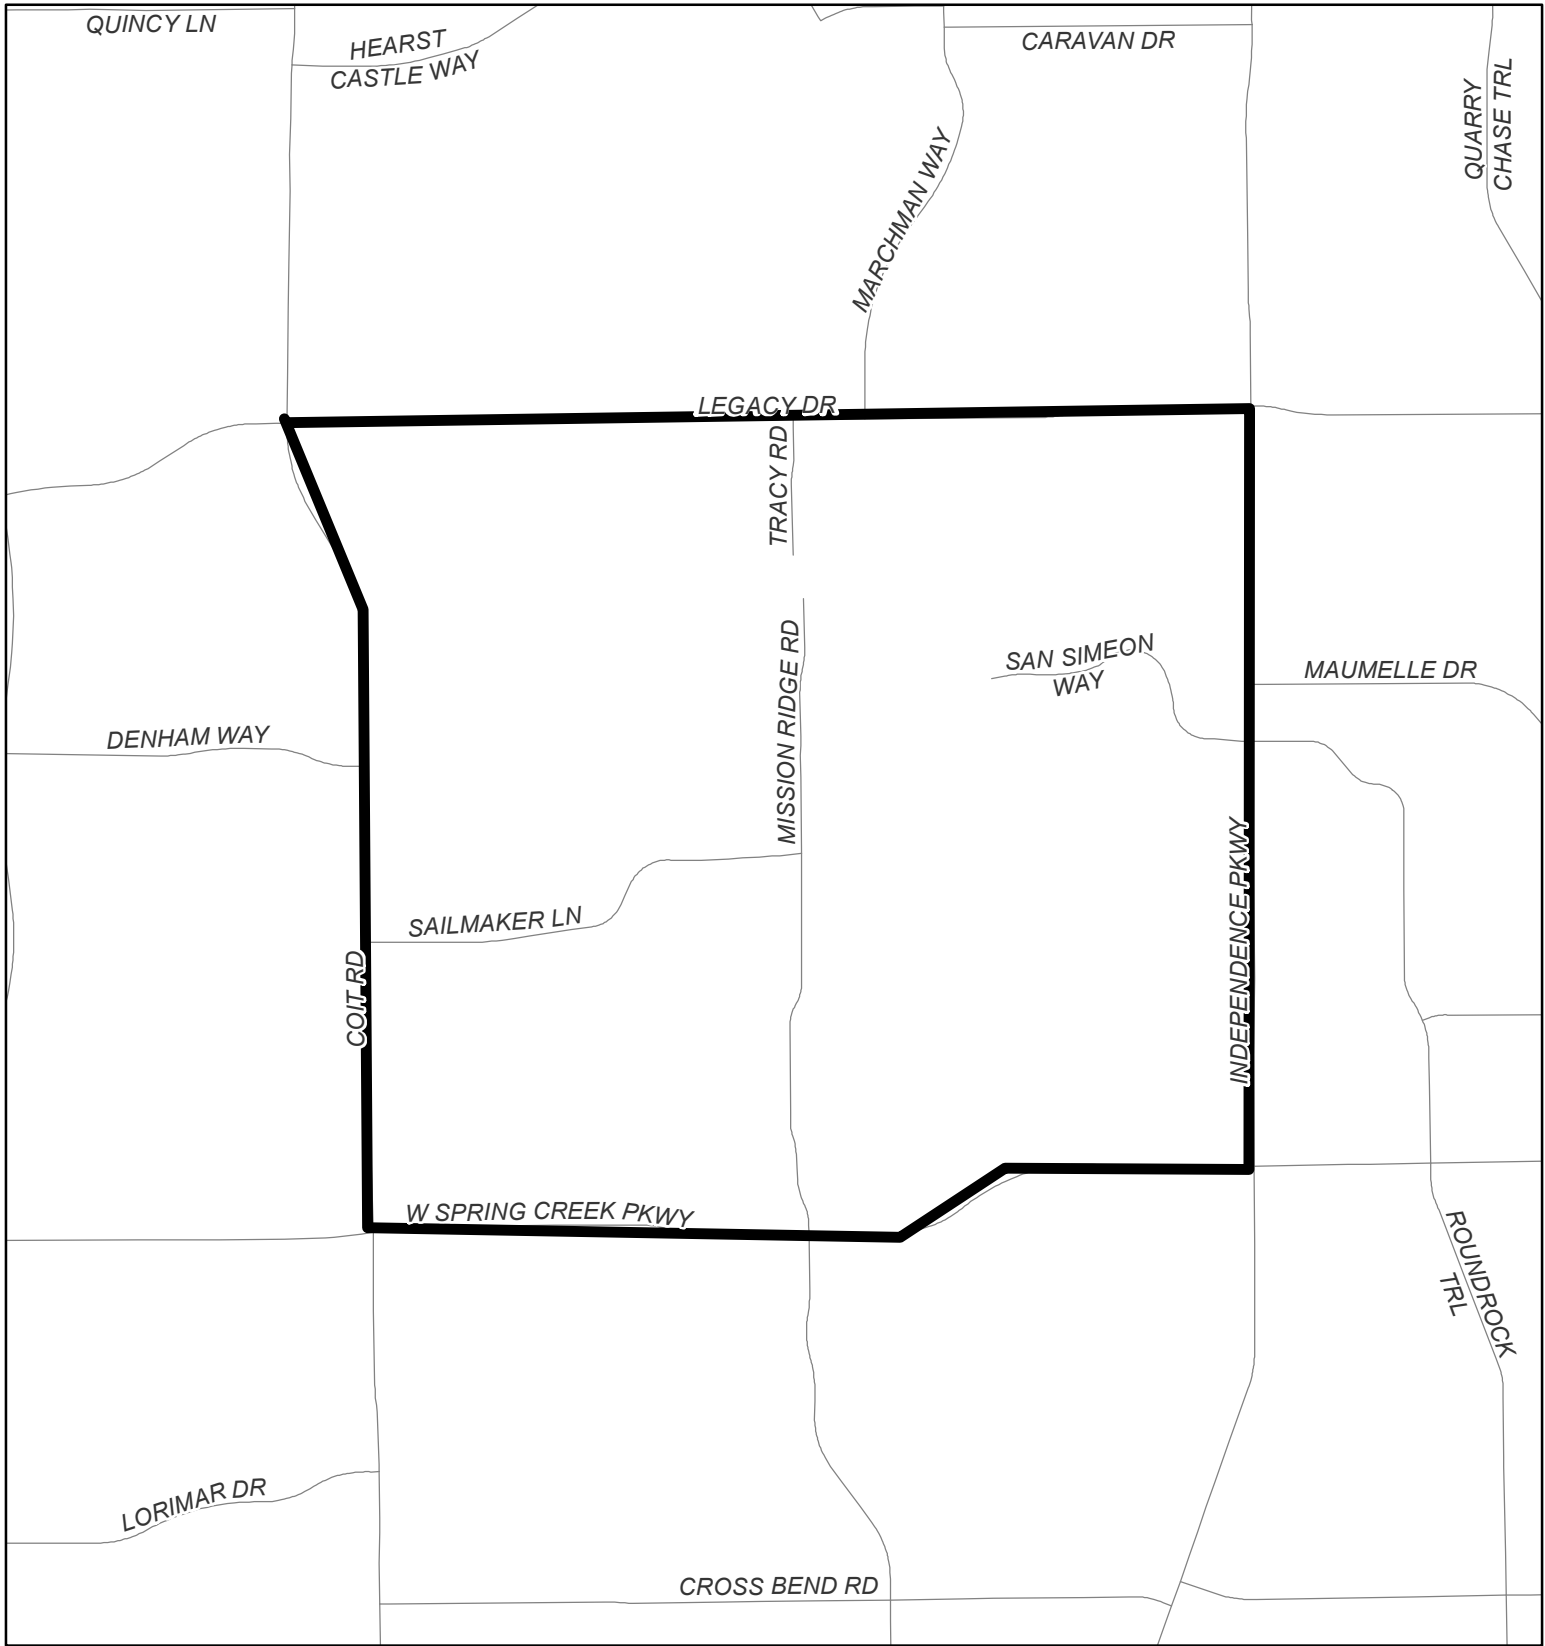 QUINCY LN
HEARST
CASTLE WAY
CARAVAN DR
QUARRY
CHASE TRL
MARCHMAN WAY
LEGACY DR
TRACY RD
SAN SIMEON
WAY
MAUMELLE DR
MISSION RIDGE RD
DENHAM WAY
SAILMAKER LN
INDEPENDENCE PKWY
COIT RD
W SPRING CREEK PKWY
ROUNDROCK
TRL
LORIMAR DR
CROSS BEND RD